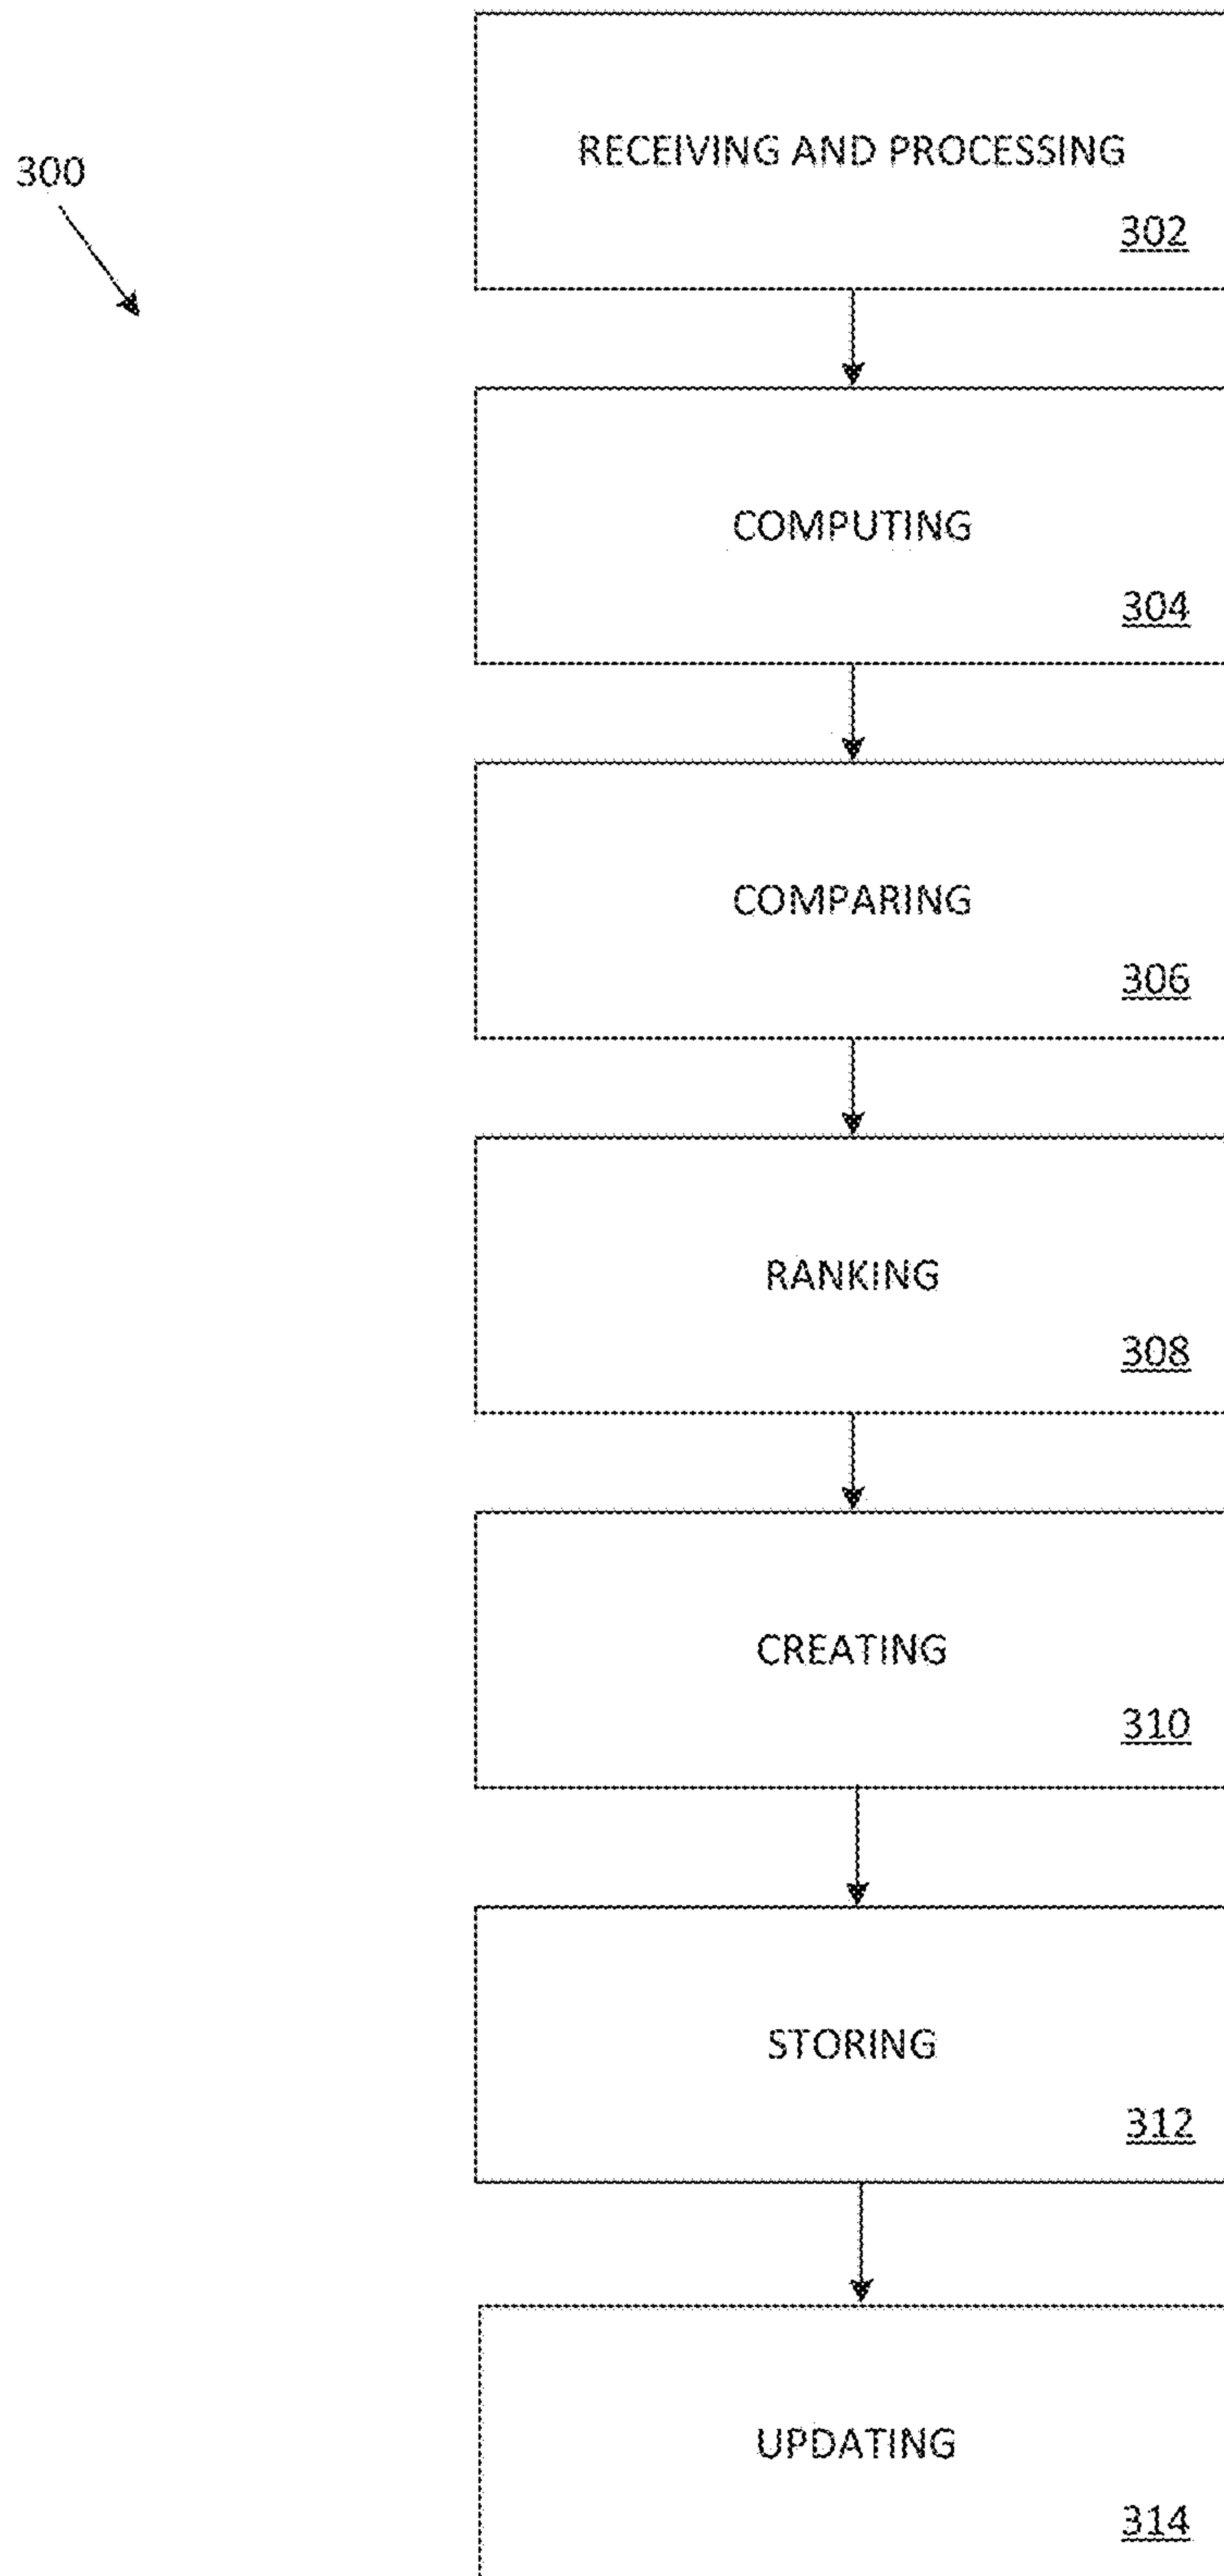 300
RECEIVING AND PROCESSING
302
COMPUTING
304
COMPARING
306
RANKING
308
CREATING
310
STORING
312
UPDATING
314